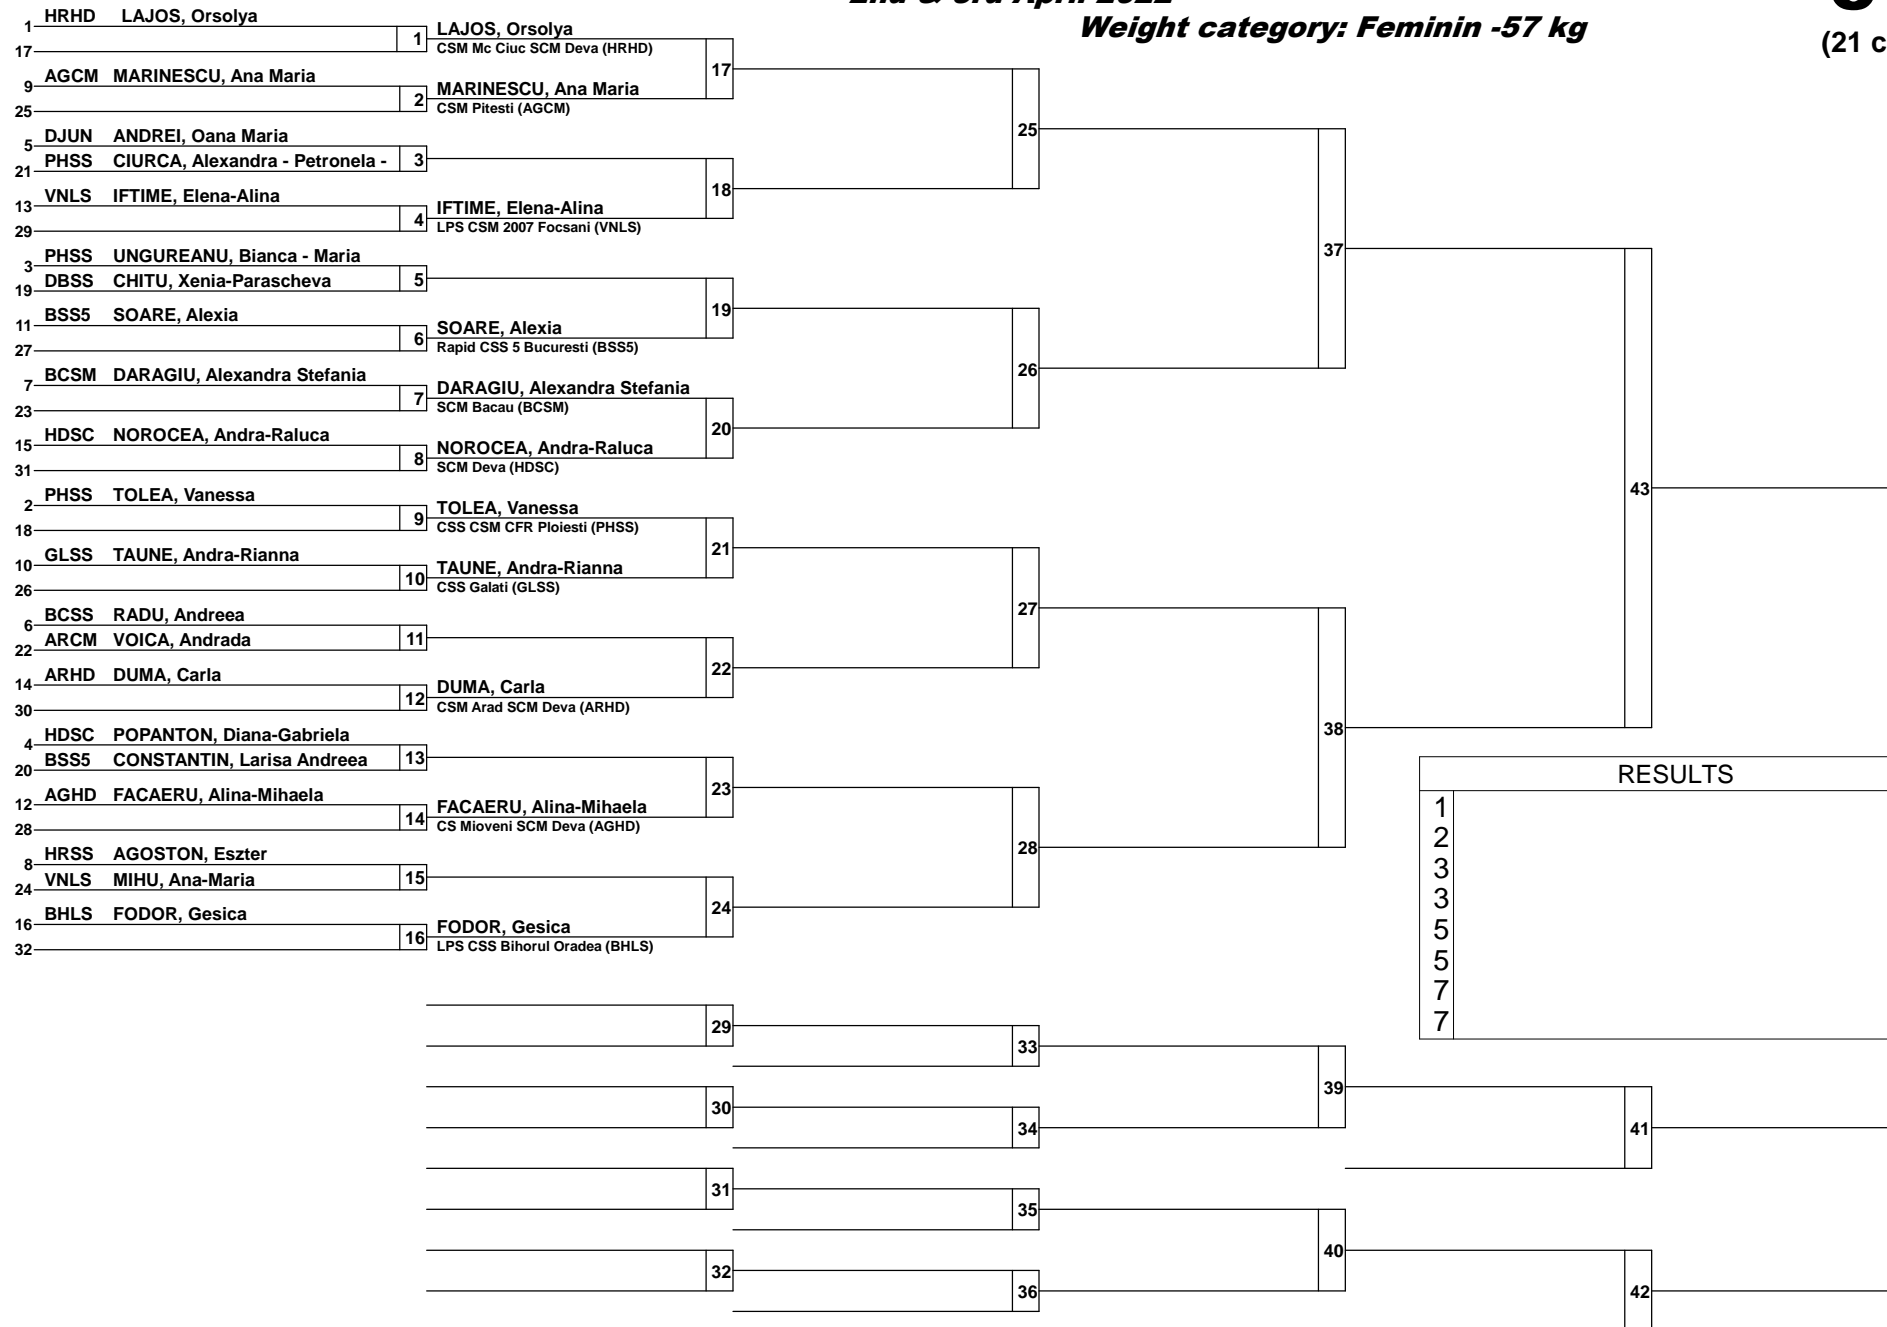 Weight category: Feminin -57 kg
(21 c
1 HRHD LAJOS, Orsolya
17
1
LAJOS, Orsolya
CSM Mc Ciuc SCM Deva (HRHD)
9 AGCM MARINESCU, Ana Maria
25
2
MARINESCU, Ana Maria
CSM Pitesti (AGCM)
17
5 DJUN ANDREI, Oana Maria
21 PHSS CIURCA, Alexandra - Petronela -
3
13 VNLS IFTIME, Elena-Alina
29
4
IFTIME, Elena-Alina
LPS CSM 2007 Focsani (VNLS)
18
25
3 PHSS UNGUREANU, Bianca - Maria
19 DBSS CHITU, Xenia-Parascheva
5
11 BSS5 SOARE, Alexia
27
6
SOARE, Alexia
Rapid CSS 5 Bucuresti (BSS5)
19
7 BCSM DARAGIU, Alexandra Stefania
23
7
DARAGIU, Alexandra Stefania
SCM Bacau (BCSM)
15 HDSC NOROCEA, Andra-Raluca
31
8
NOROCEA, Andra-Raluca
SCM Deva (HDSC)
20
26
37
2 PHSS TOLEA, Vanessa
18
9
TOLEA, Vanessa
CSS CSM CFR Ploiesti (PHSS)
10 GLSS TAUNE, Andra-Rianna
26
10
TAUNE, Andra-Rianna
CSS Galati (GLSS)
21
6 BCSS RADU, Andreea
22 ARCM VOICA, Andrada
11
14 ARHD DUMA, Carla
30
12
DUMA, Carla
CSM Arad SCM Deva (ARHD)
22
27
4 HDSC POPANTON, Diana-Gabriela
20 BSS5 CONSTANTIN, Larisa Andreea
13
12 AGHD FACAERU, Alina-Mihaela
28
14
FACAERU, Alina-Mihaela
CS Mioveni SCM Deva (AGHD)
23
8 HRSS AGOSTON, Eszter
24 VNLS MIHU, Ana-Maria
15
16 BHLS FODOR, Gesica
32
16
FODOR, Gesica
LPS CSS Bihorul Oradea (BHLS)
24
28
38
43
RESULTS
1
2
3
3
5
5
7
7
29
33
30
34
39
41
31
35
32
36
40
42